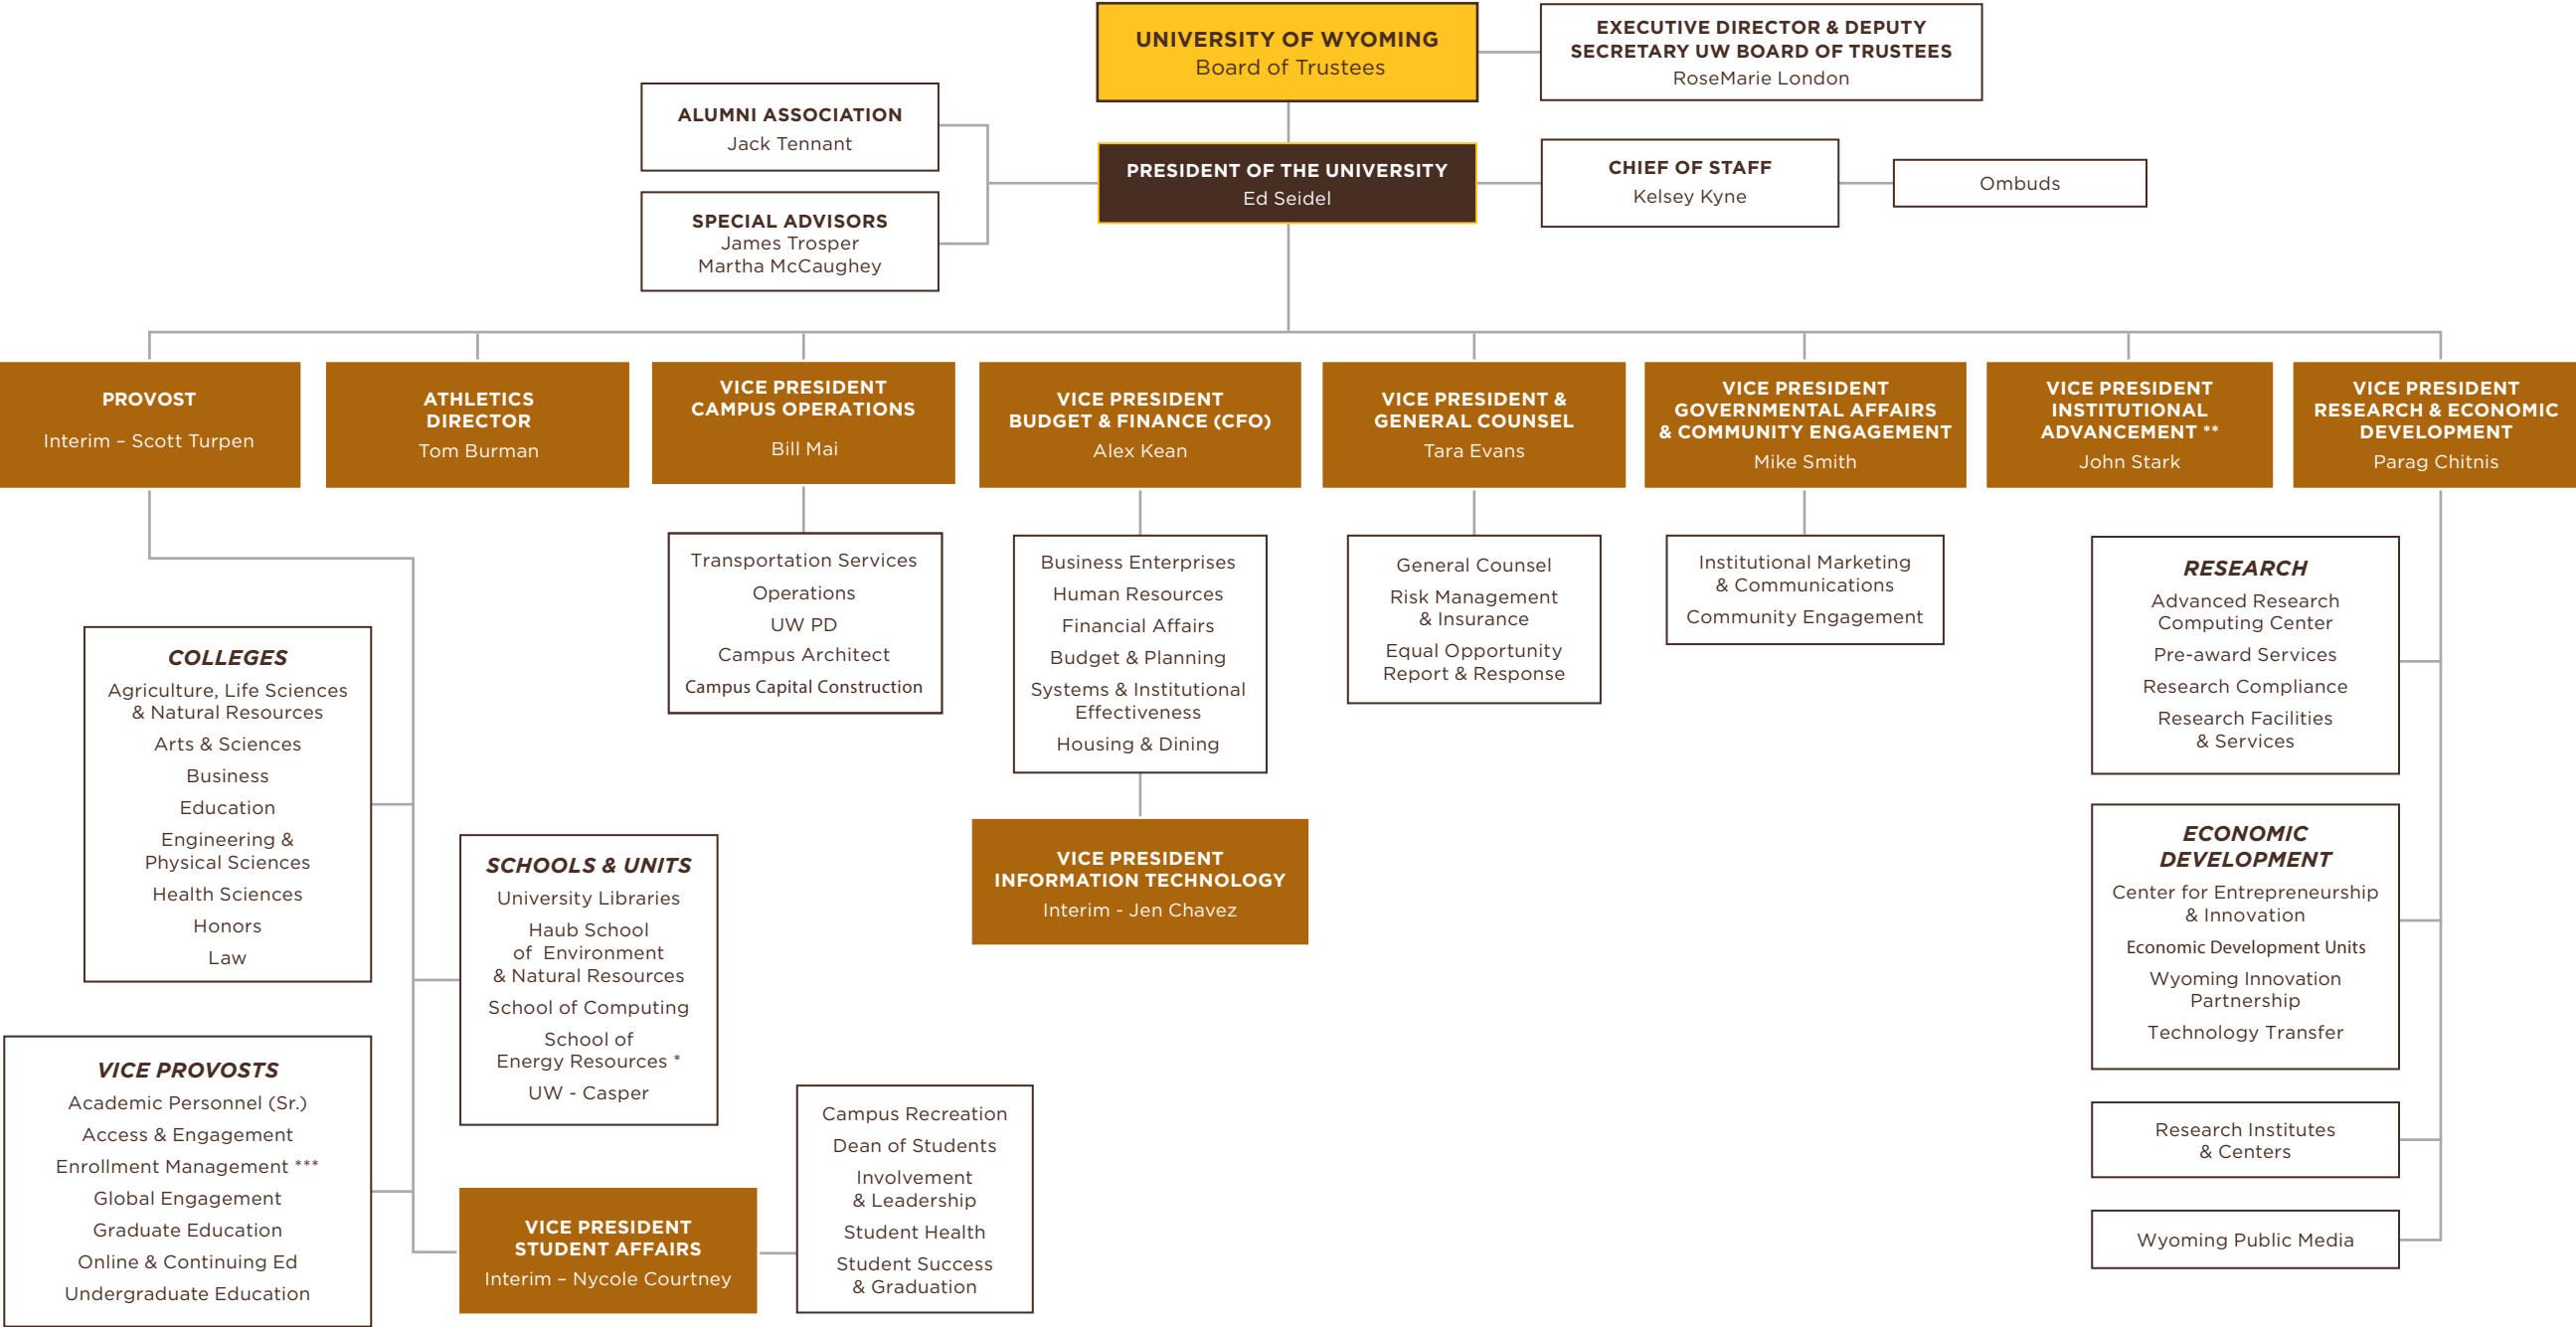 UNIVERSITY OF WYOMING
Board of Trustees
EXECUTIVE DIRECTOR & DEPUTY
SECRETARY UW BOARD OF TRUSTEES
RoseMarie London
ALUMNI ASSOCIATION
Jack Tennant
PRESIDENT OF THE UNIVERSITY
Ed Seidel
CHIEF OF STAFF
Kelsey Kyne
Ombuds
SPECIAL ADVISORS
James Trosper
Martha McCaughey
PROVOST
Interim – Scott Turpen
ATHLETICS
DIRECTOR
Tom Burman
VICE PRESIDENT
CAMPUS OPERATIONS
Bill Mai
VICE PRESIDENT
BUDGET & FINANCE (CFO)
Alex Kean
VICE PRESIDENT &
GENERAL COUNSEL
Tara Evans
VICE PRESIDENT
GOVERNMENTAL AFFAIRS
& COMMUNITY ENGAGEMENT
Mike Smith
VICE PRESIDENT
INSTITUTIONAL
ADVANCEMENT **
John Stark
VICE PRESIDENT
RESEARCH & ECONOMIC
DEVELOPMENT
Parag Chitnis
COLLEGES
Agriculture, Life Sciences
& Natural Resources
Arts & Sciences
Business
Education
Engineering &
Physical Sciences
Health Sciences
Honors
Law
VICE PROVOSTS
Academic Personnel (Sr.)
Access & Engagement
Enrollment Management ***
Global Engagement
Graduate Education
Online & Continuing Ed
Undergraduate Education
SCHOOLS & UNITS
University Libraries
Haub School
of Environment
& Natural Resources
School of Computing
School of
Energy Resources *
UW - Casper
VICE PRESIDENT
STUDENT AFFAIRS
Interim – Nycole Courtney
Campus Recreation
Dean of Students
Involvement
& Leadership
Student Health
Student Success
& Graduation
Transportation Services
Operations
UW PD
Campus Architect
Campus Capital Construction
Business Enterprises
Human Resources
Financial Affairs
Budget & Planning
Systems & Institutional
Effectiveness
Housing & Dining
VICE PRESIDENT
INFORMATION TECHNOLOGY
Interim - Jen Chavez
General Counsel
Risk Management
& Insurance
Equal Opportunity
Report & Response
Institutional Marketing
& Communications
Community Engagement
RESEARCH
Advanced Research
Computing Center
Pre-award Services
Research Compliance
Research Facilities
& Services
ECONOMIC
DEVELOPMENT
Center for Entrepreneurship
& Innovation
Economic Development Units
Wyoming Innovation
Partnership
Technology Transfer
Research Institutes
& Centers
Wyoming Public Media